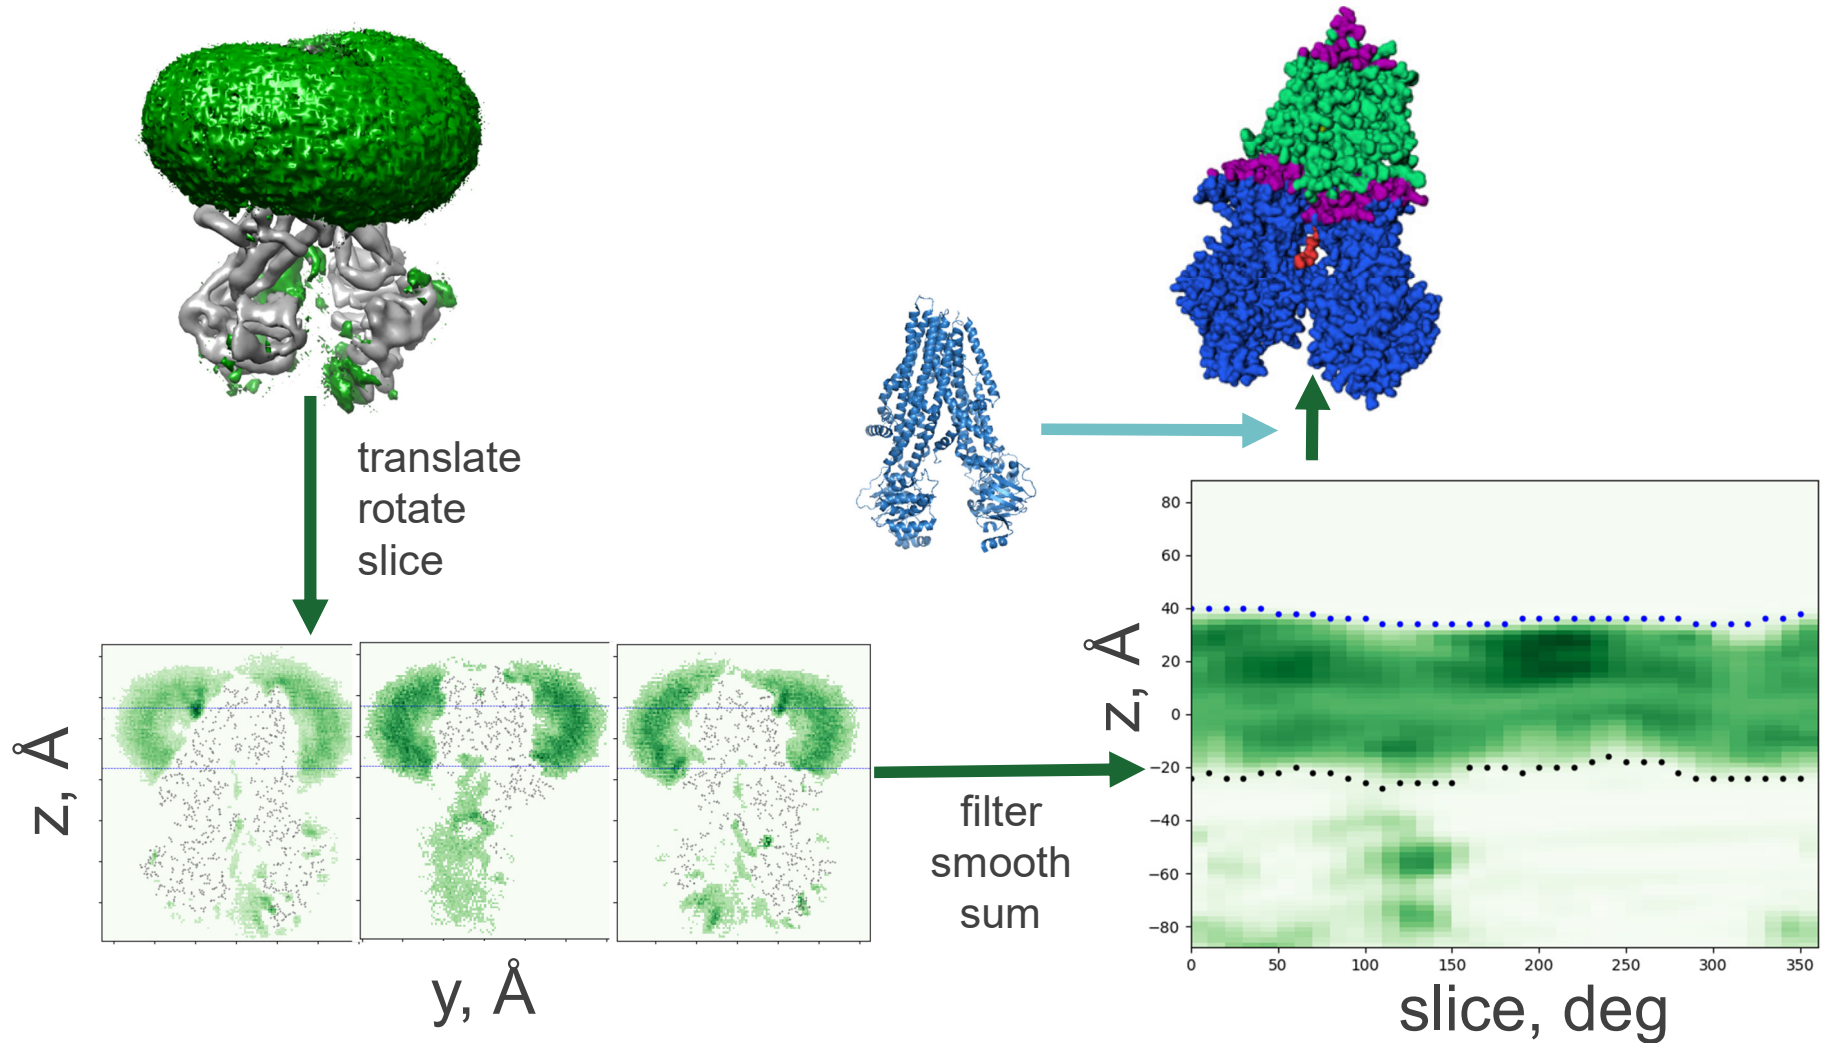 translate
rotate
slice
z, Å
y, Å
filter
smooth
sum
z, Å
80
60
40
20
0
−20
−40
−60
−80
0
50
100
150
200
250
300
350
slice, deg